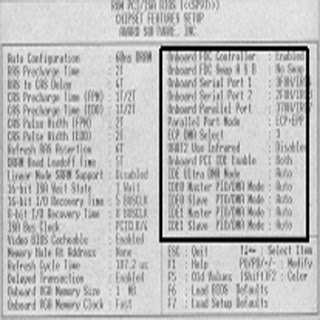 ROM PCI/ISA BIOS (<<SP97>>)
CHIPSET FEATURES SETUP
AWARD SOFTWARE, INC.
Auto Configuration : 60ns DRAM
RAS Precharge Time : 2T
RAS to CAS Delay : 4T
CAS Precharge Time (FPM) : 1T/2T
CAS Precharge Time (EDO) : 1T/2T
CAS Pulse Width (FPM) : 2T
CAS Pulse Width (EDO) : 2T
Refresh RAS Assertion : 6T
DRAM Read Leadoff Time : 5T
Linear Mode SRAM Support : Disabled
16-bit ISA Wait State : 1 Wait
16-bit I/O Recovery Time : 5 BUSCLK
8-bit I/O Recovery Time : 8 BUSCLK
ISA Bus Clock : PCICLK/4
Video BIOS Cacheable : Enabled
Memory Hole At Address : None
Refresh Cycle Time : 187.2 us
Delayed Transaction : Enabled
Onboard VGA Memory Size : 1 MB
Onboard VGA Memory Clock : Fast
Onboard FDC Controller : Enabled
Onboard FDC Swap A & B : No Swap
Onboard Serial Port 1 :
Onboard Serial Port 2 :
Onboard Parallel Port :
Parallel Port Mode : ECP+EPP
ECP DMA Select : 3
UART2 Use Infrared : Disabled
Onboard PCI IDE Enable : Both
IDE Ultra DMA Mode : Auto
IDE0 Master PIO/DMA Mode : Auto
IDE0 Slave PIO/DMA Mode : Auto
IDE1 Master PIO/DMA Mode : Auto
IDE1 Slave PIO/DMA Mode : Auto
ESC : Quit ↑↓→← : Select Item
F1 : Help PU/PD/+/- : Modify
F5 : Old Values (Shift)F2 : Color
F6 : Load BIOS Defaults
F7 : Load Setup Defaults